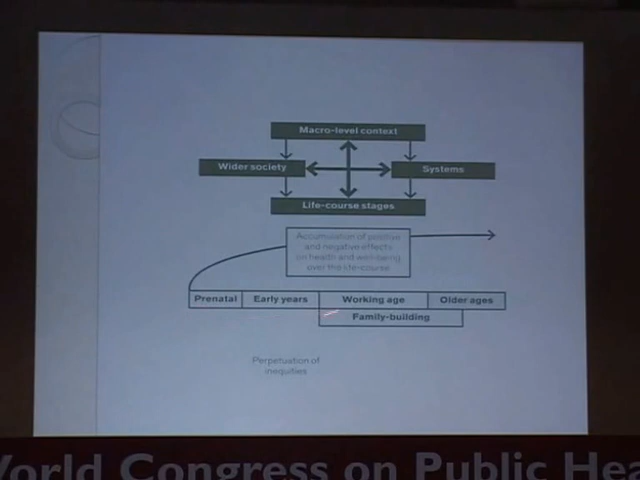 Macro-level context
Wider society
Systems
Life-course stages
Accumulation of positive
and negative effects
on health and well-being
over the life-course
Prenatal
Early years
Working age
Older ages
Family-building
Perpetuation of
inequities
World Congress on Public Hea